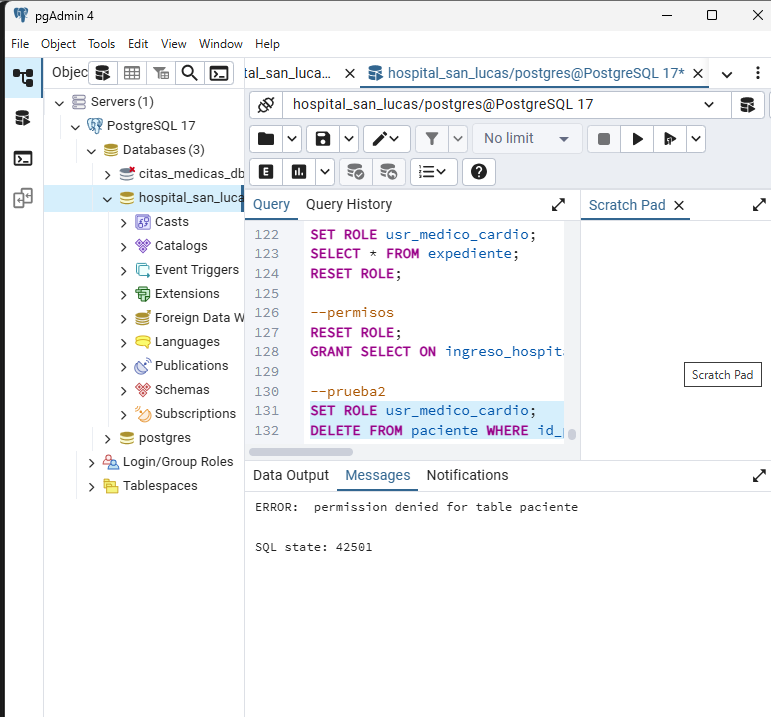 pgAdmin 4
File Object Tools Edit View Window Help
Objec
tal_san_luca...
hospital_san_lucas/postgres@PostgreSQL 17*
Servers (1)
PostgreSQL 17
Databases (3)
citas_medicas_db
hospital_san_luca
Casts
Catalogs
Event Triggers
Extensions
Foreign Data W
Languages
Publications
Schemas
Subscriptions
postgres
Login/Group Roles
Tablespaces
hospital_san_lucas/postgres@PostgreSQL 17
No limit
E
Query Query History
Scratch Pad
122 SET ROLE usr_medico_cardio;
123 SELECT * FROM expediente;
124 RESET ROLE;
125
126 --permisos
127 RESET ROLE;
128 GRANT SELECT ON ingreso_hospit
129
130 --prueba2
131 SET ROLE usr_medico_cardio;
132 DELETE FROM paciente WHERE id_
Scratch Pad
Data Output Messages Notifications
ERROR: permission denied for table paciente
SQL state: 42501